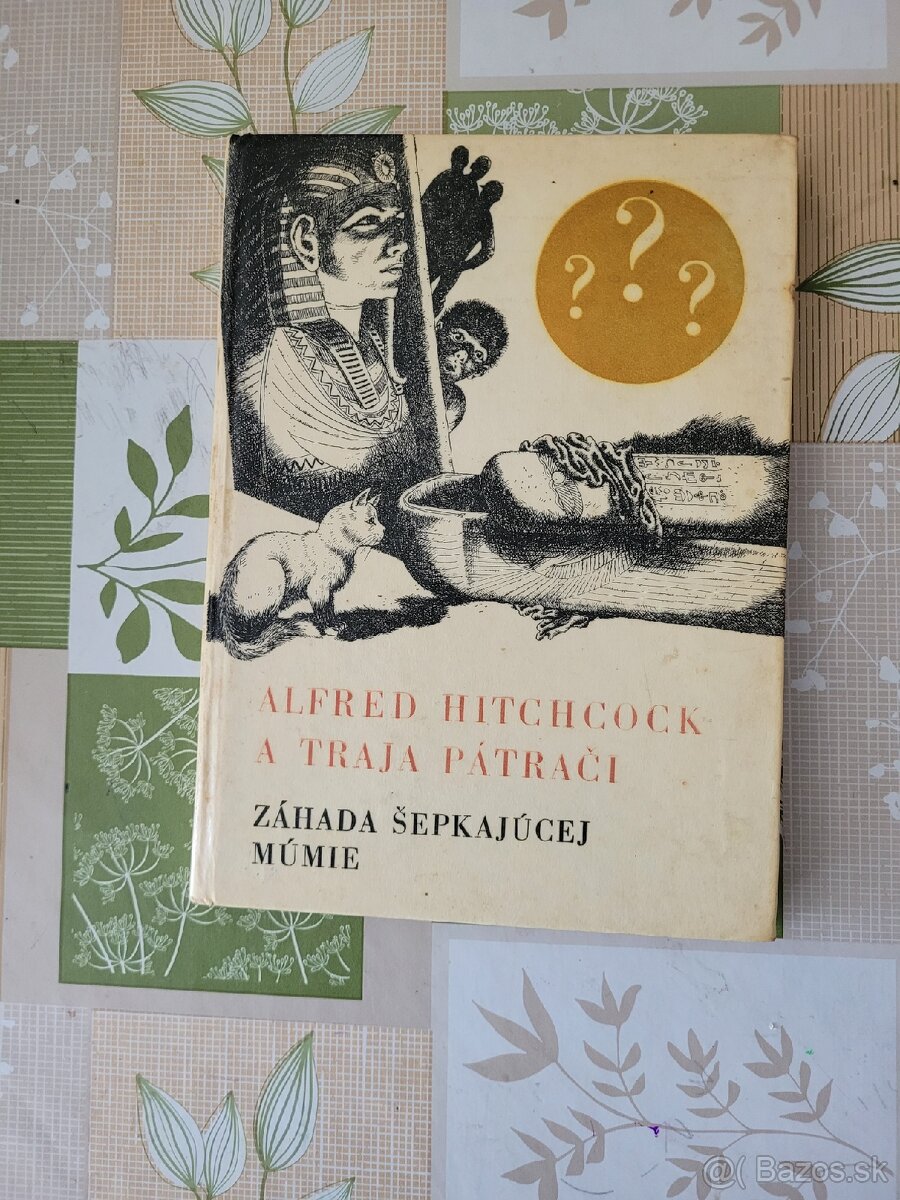 ? ? ?
ALFRED HITCHCOCK
A TRAJA PÁTRAČI
ZÁHADA ŠEPKAJÚCEJ
MÚMIE
@( Bazos.sk